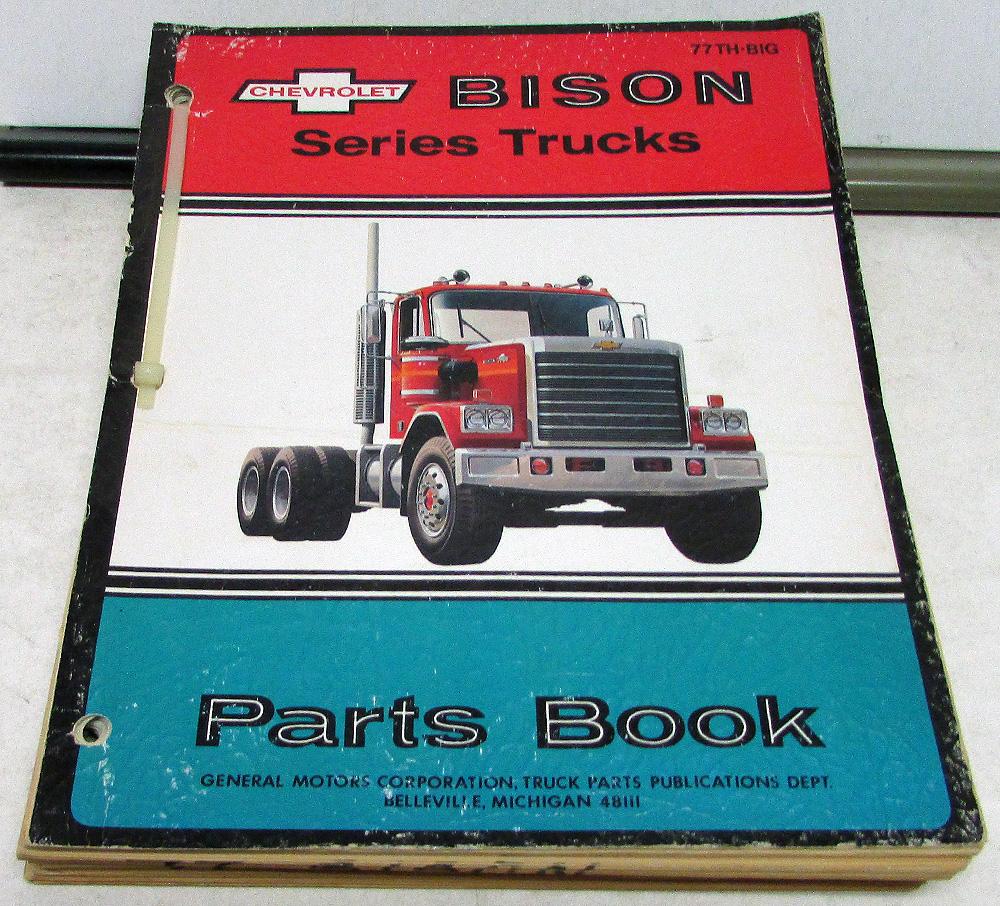 77TH-BIG
CHEVROLET BISON
Series Trucks
Parts Book
GENERAL MOTORS CORPORATION, TRUCK PARTS PUBLICATIONS DEPT.
BELLEVILLE, MICHIGAN 48111